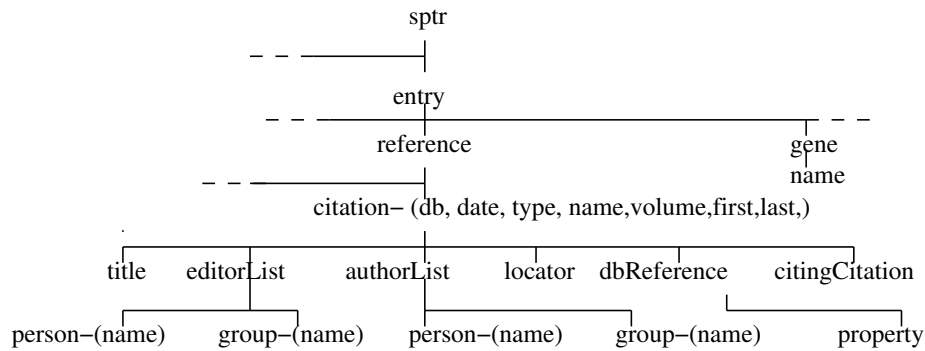 sptr
entry
reference gene
name
citation− (db, date, type, name,volume,first,last,)
title editorList authorList locator dbReference citingCitation
person−(name) group−(name) person−(name) group−(name) property